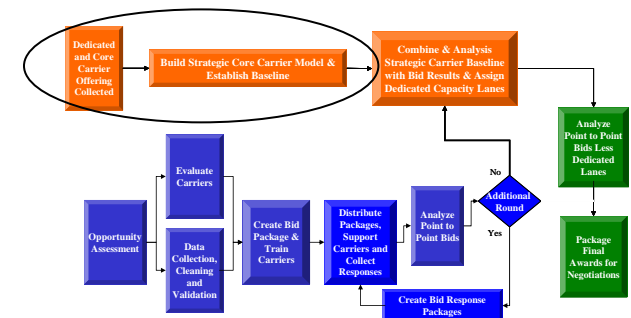 Dedicated
and Core
Carrier
Offering
Collected
Build Strategic Core Carrier Model &
Establish Baseline
Combine & Analysis
Strategic Carrier Baseline
with Bid Results & Assign
Dedicated Capacity Lanes
Analyze
Point to Point
Bids Less
Dedicated
Lanes
Package
Final
Awards for
Negotiations
Opportunity
Assessment
Evaluate
Carriers
Data
Collection,
Cleaning
and
Validation
Create Bid
Package &
Train
Carriers
Distribute
Packages,
Support
Carriers and
Collect
Responses
Analyze
Point to
Point Bids
No
Additional
Round
Yes
Create Bid Response
Packages